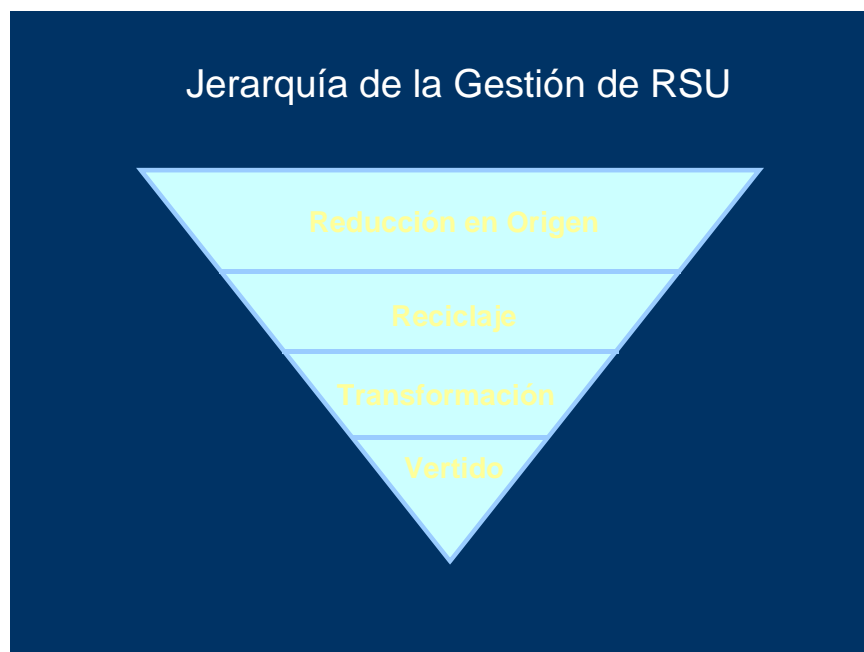 Jerarquía de la Gestión de RSU
Reducción en Origen
Reciclaje
Transformación
Vertido